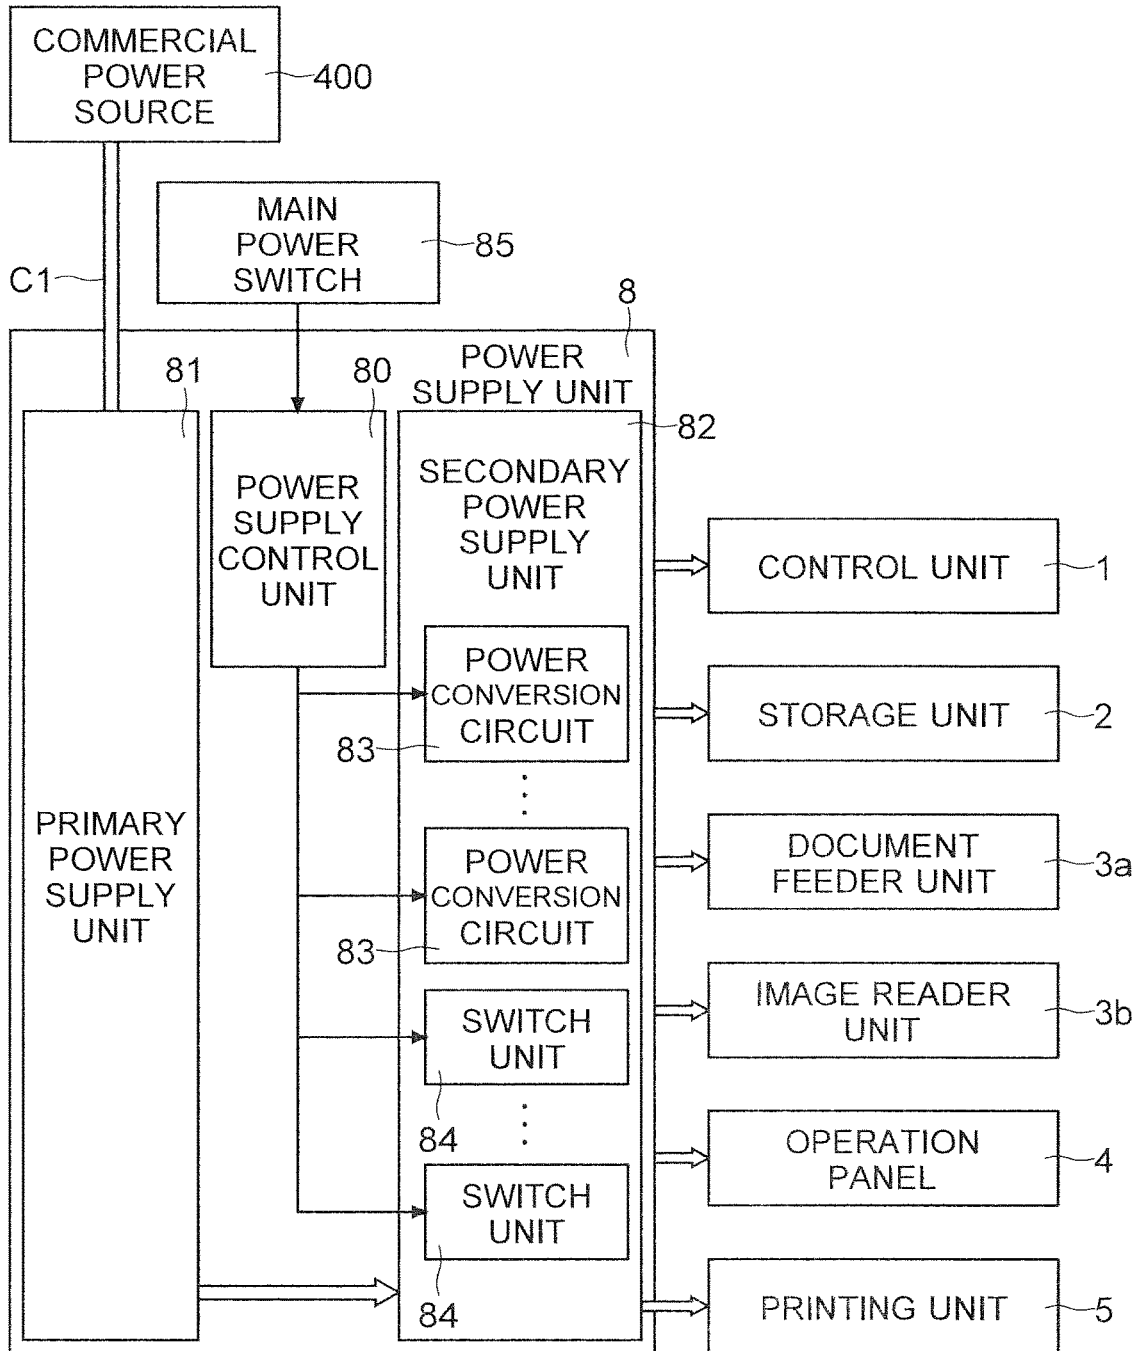 COMMERCIAL
POWER
SOURCE
400
MAIN
POWER
SWITCH
85
C1
8
POWER
SUPPLY UNIT
81
80
82
POWER
SUPPLY
CONTROL
UNIT
SECONDARY
POWER
SUPPLY
UNIT
CONTROL UNIT
1
POWER
CONVERSION
CIRCUIT
83
STORAGE UNIT
2
PRIMARY
POWER
SUPPLY
UNIT
POWER
CONVERSION
CIRCUIT
83
DOCUMENT
FEEDER UNIT
3a
SWITCH
UNIT
84
IMAGE READER
UNIT
3b
SWITCH
UNIT
84
OPERATION
PANEL
4
PRINTING UNIT
5